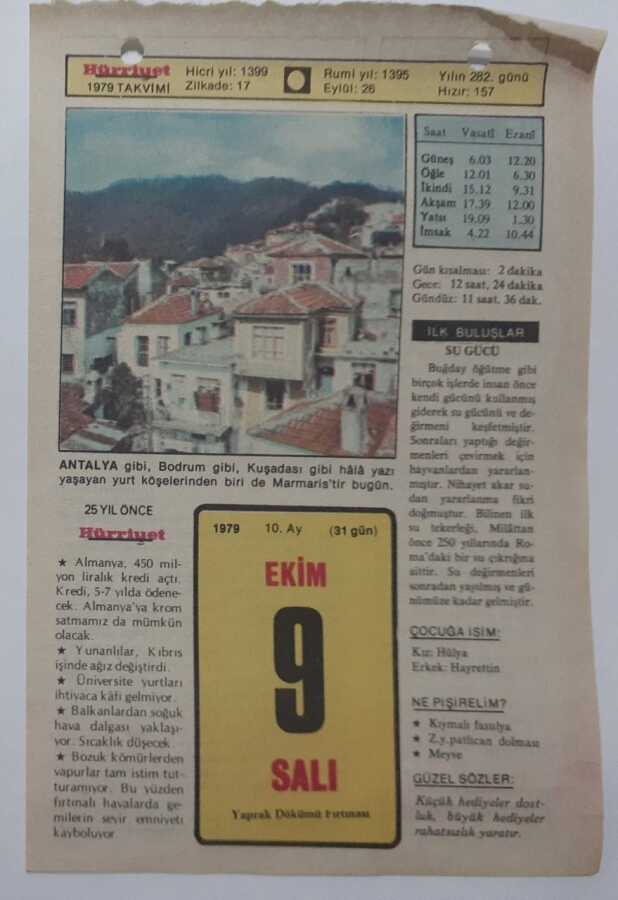 Hürriyet
1979 TAKVİMİ
Hicri yıl: 1399
Zilkade: 17
Rumi yıl: 1395
Eylül: 26
Yılın 282. günü
Hızır: 157
Saat Vasatî Ezanî
Güneş 6.03 12.20
Öğle 12.01 6.30
İkindi 15.12 9.31
Akşam 17.39 12.00
Yatsı 19.09 1.30
İmsak 4.22 10.44
Gün kısalması: 2 dakika
Gece: 12 saat, 24 dakika
Gündüz: 11 saat, 36 dak.
İLK BULUŞLAR
SU GÜCÜ
Buğday öğütme gibi
birçok işlerde insan önce
kendi gücünü kullanmış
giderek su gücünü ve de-
ğirmeni keşfetmiştir.
Sonraları yaptığı değir-
menleri çevirmek için
hayvanlardan yararlan-
mıştır. Nihayet akar su-
dan yararlanma fikri
doğmuştur. Bilinen ilk
su tekerleği, Milâttan
önce 250 yıllarında Ro-
ma'daki bir su çıkrığına
aittir. Su değirmenleri
sonradan yayılmış ve gü-
nümüze kadar gelmiştir.
ÇOCUĞA İSİM:
Kız: Hülya
Erkek: Hayrettin
NE PİŞİRELİM?
★ Kıymalı fasulya
★ Z.y.patlıcan dolması
★ Meyve
GÜZEL SÖZLER:
Küçük hediyeler dost-
luk, büyük hediyeler
rahatsızlık yaratır.
ANTALYA gibi, Bodrum gibi, Kuşadası gibi hâlâ yazı
yaşayan yurt köşelerinden biri de Marmaris'tir bugün.
25 YIL ÖNCE
Hürriyet
★ Almanya, 450 mil-
yon liralık kredi açtı.
Kredi, 5-7 yılda ödene-
cek. Almanya'ya krom
satmamız da mümkün
olacak.
★ Yunanlılar, Kıbrıs
işinde ağız değiştirdi.
★ Üniversite yurtları
ihtiyaca kâfi gelmiyor.
★ Balkanlardan soğuk
hava dalgası yaklaşı-
yor. Sıcaklık düşecek.
★ Bozuk kömürlerden
vapurlar tam istim tut-
turamıyor. Bu yüzden
fırtınalı havalarda ge-
milerin seyir emniyeti
kayboluyor
1979 10. Ay (31 gün)
EKİM
9
SALI
Yaprak Dökümü Fırtınası